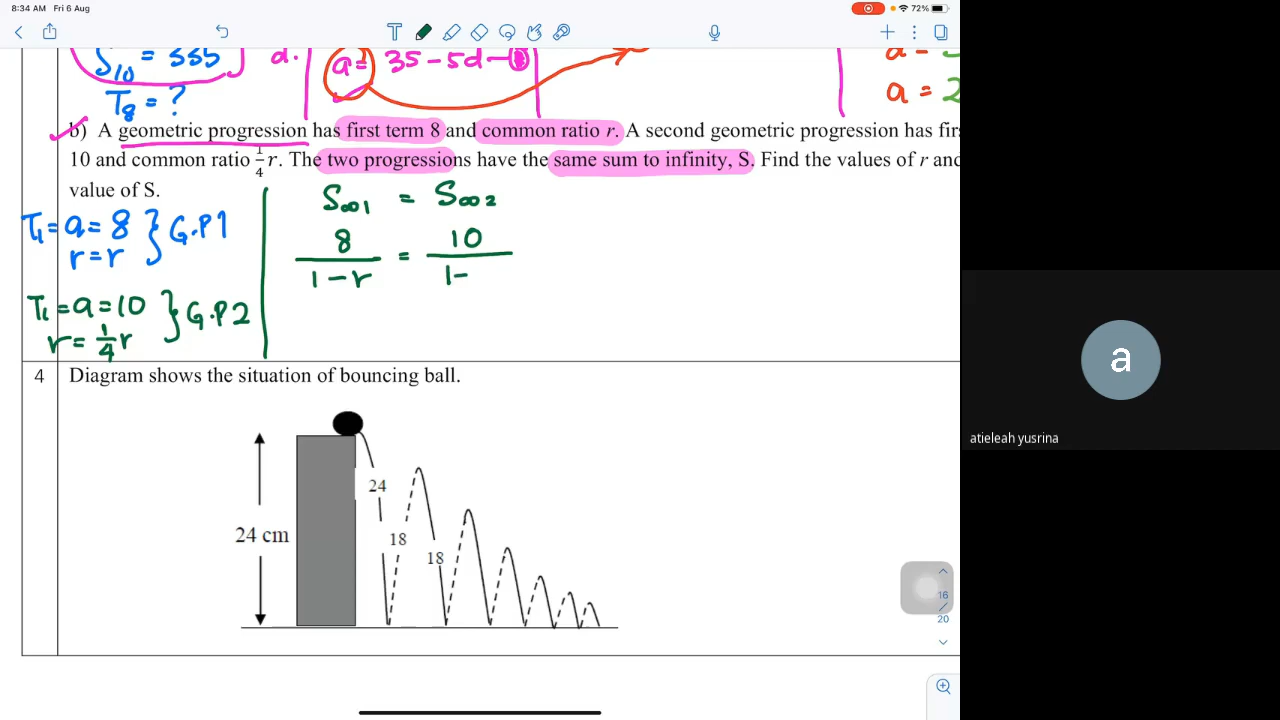 8:34 AM Fri 6 Aug
72%
S10 = 335
d.
a = 35 - 5d -
T8 = ?
a =
a = 2
b) A geometric progression has first term 8 and common ratio r. A second geometric progression has
10 and common ratio 1/4 r. The two progressions have the same sum to infinity, S. Find the values of r and
value of S.
T1 = a = 8 } G.P1
r = r
T1 = a = 10 } G.P2
r = 1/4 r
S∞1 = S∞2
8/(1-r) = 10/(1-
4 Diagram shows the situation of bouncing ball.
24 cm
24
18
18
16
/
20
a
atieleah yusrina